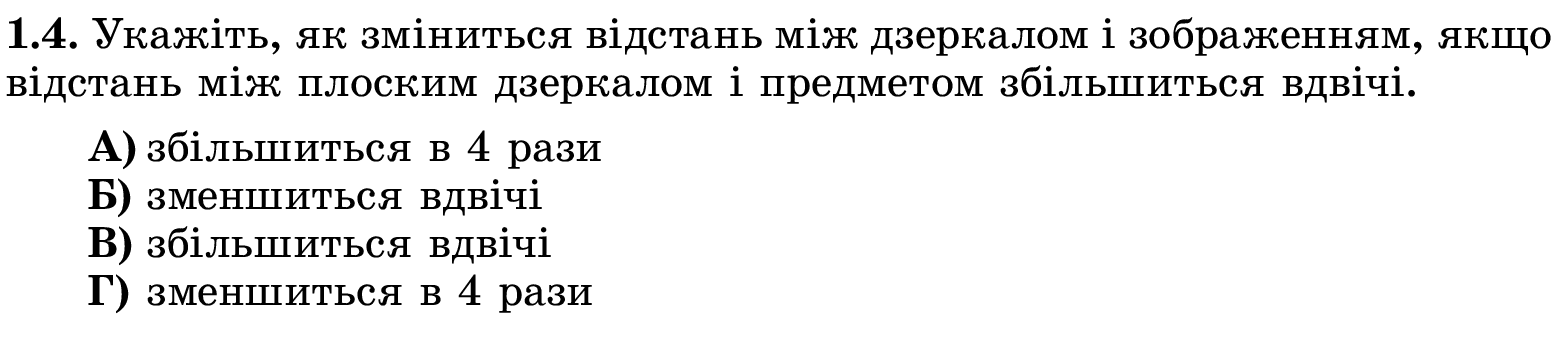 1.4. Укажіть, як зміниться відстань між дзеркалом і зображенням, якщо
відстань між плоским дзеркалом і предметом збільшиться вдвічі.
А) збільшиться в 4 рази
Б) зменшиться вдвічі
В) збільшиться вдвічі
Г) зменшиться в 4 рази